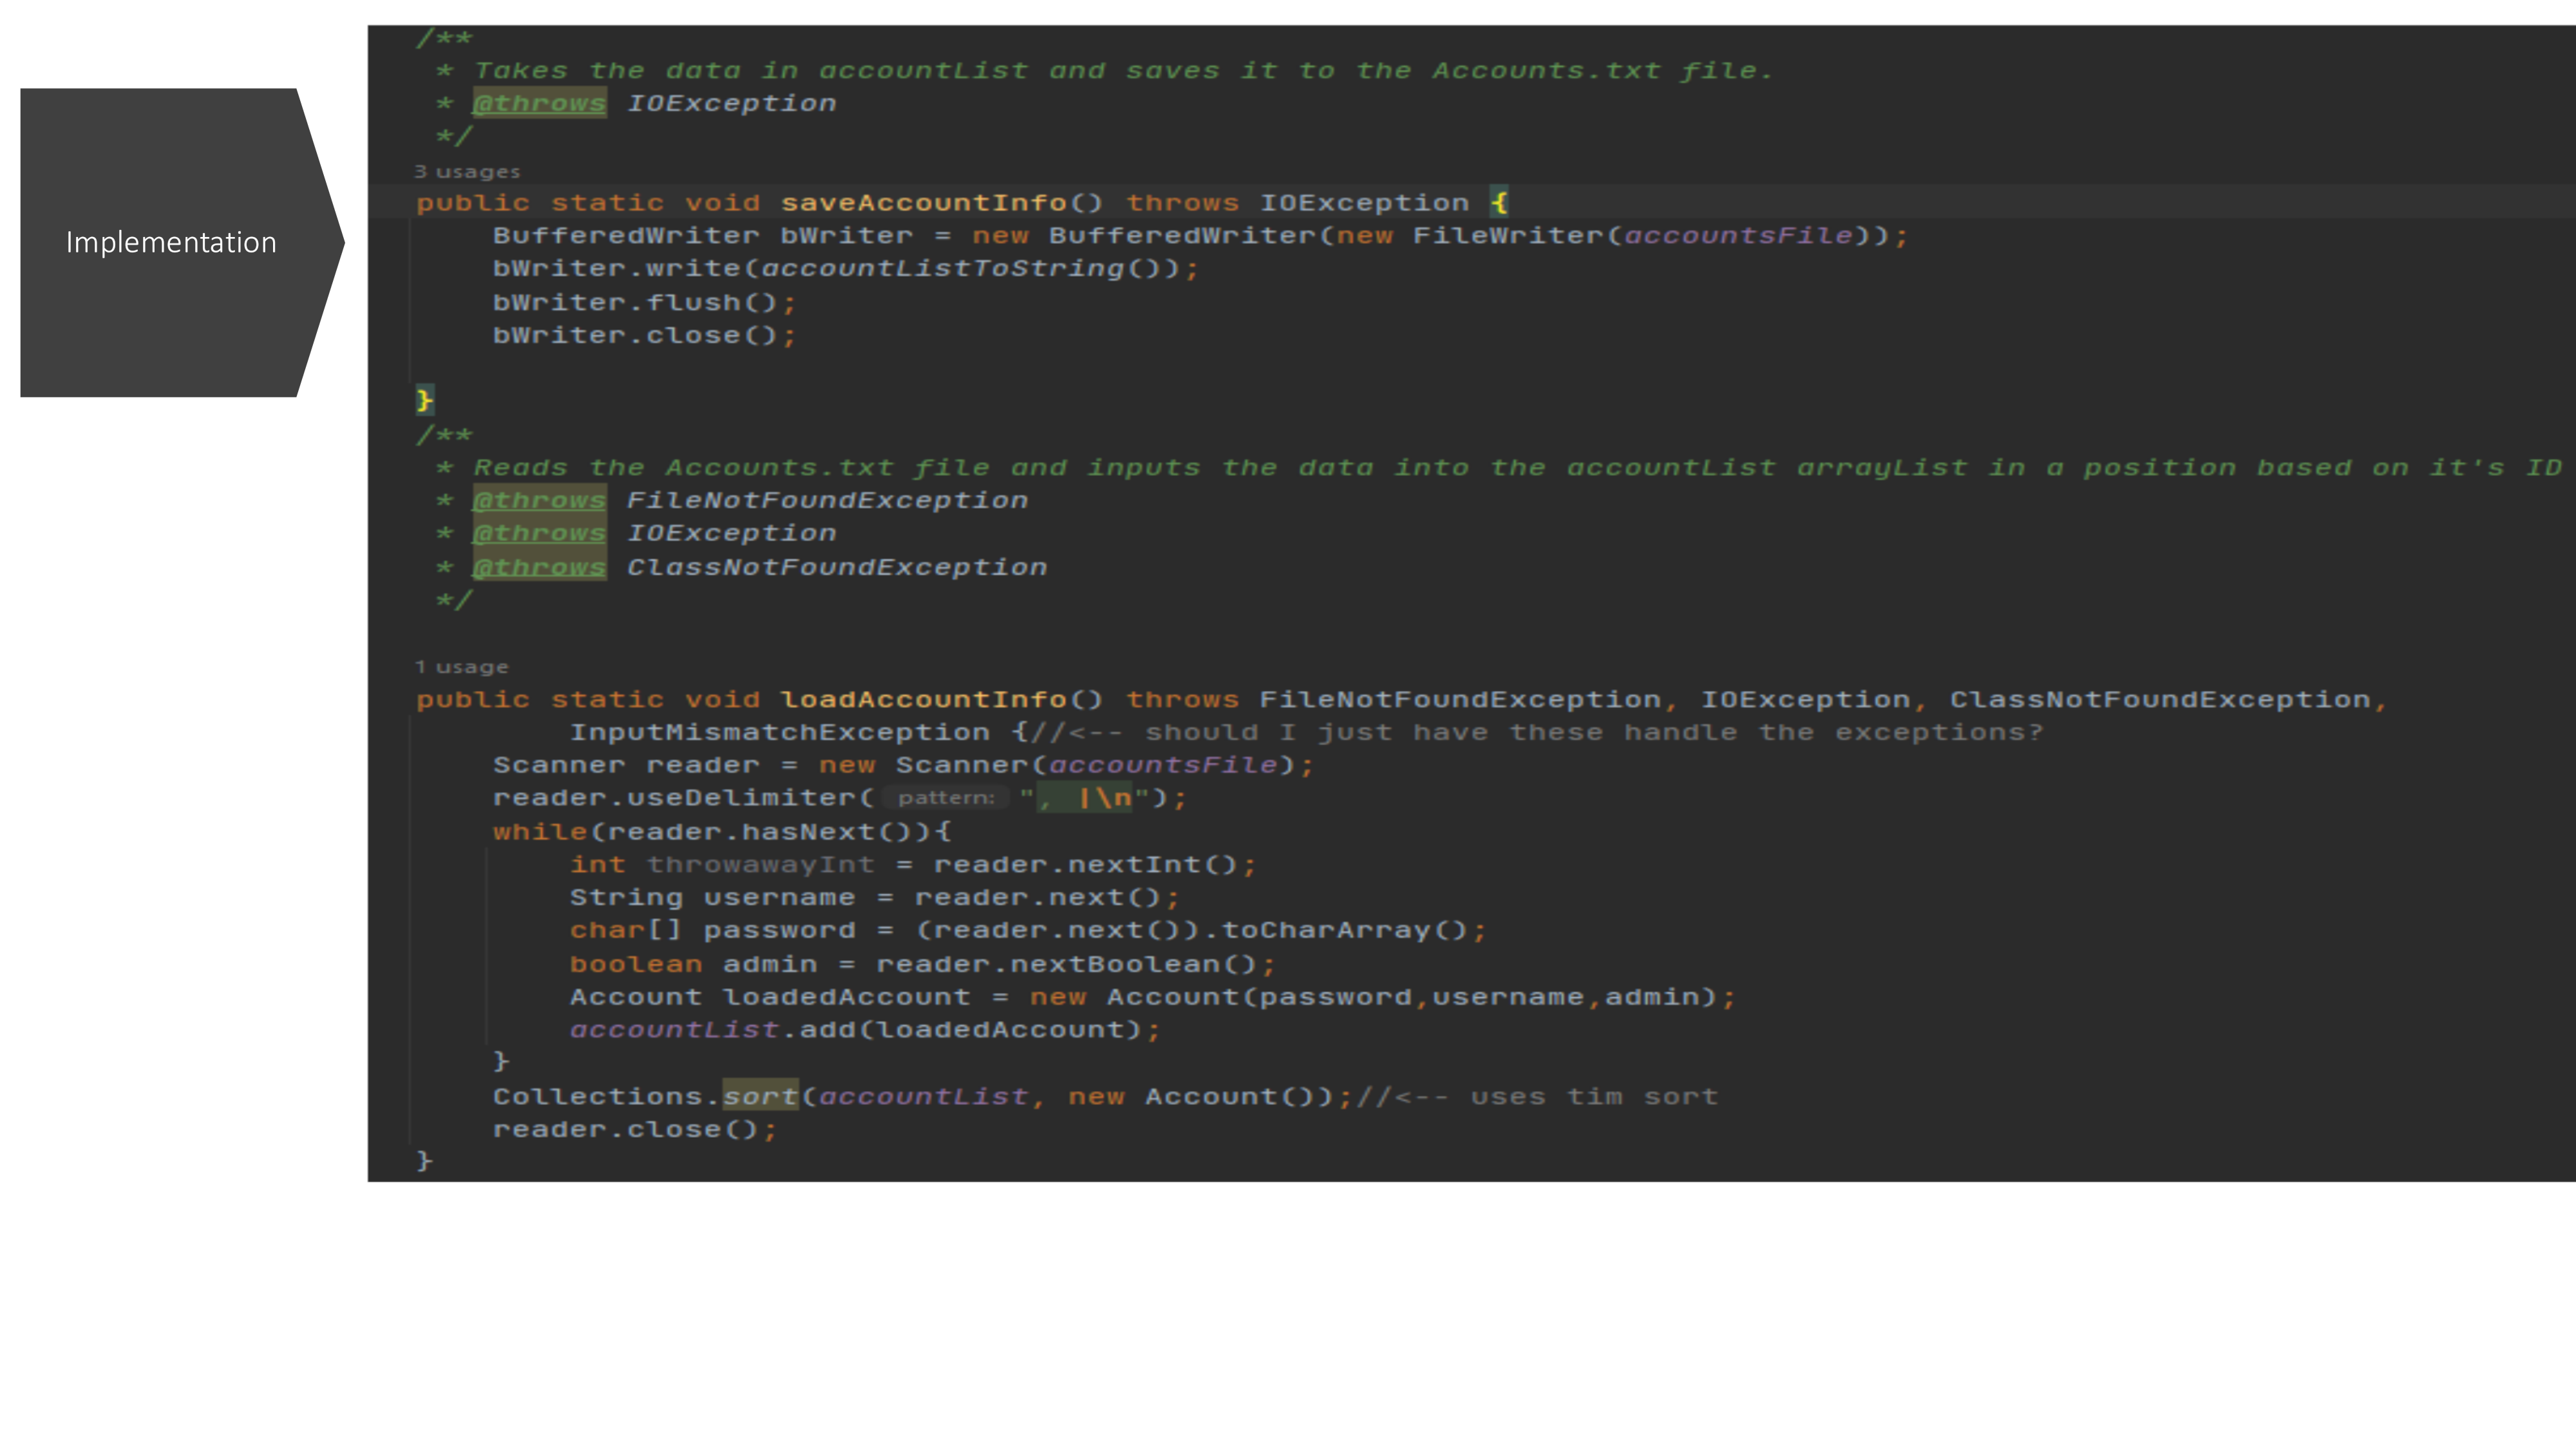 Implementation
/**
 * Takes the data in accountList and saves it to the Accounts.txt file.
 * @throws IOException
 */
3 usages
public static void saveAccountInfo() throws IOException {
    BufferedWriter bWriter = new BufferedWriter(new FileWriter(accountsFile));
    bWriter.write(accountListToString());
    bWriter.flush();
    bWriter.close();
}
/**
 * Reads the Accounts.txt file and inputs the data into the accountList arrayList in a position based on it's ID
 * @throws FileNotFoundException
 * @throws IOException
 * @throws ClassNotFoundException
 */
1 usage
public static void loadAccountInfo() throws FileNotFoundException, IOException, ClassNotFoundException,
        InputMismatchException {//<-- should I just have these handle the exceptions?
    Scanner reader = new Scanner(accountsFile);
    reader.useDelimiter( pattern: ", |\n");
    while(reader.hasNext()){
        int throwawayInt = reader.nextInt();
        String username = reader.next();
        char[] password = (reader.next()).toCharArray();
        boolean admin = reader.nextBoolean();
        Account loadedAccount = new Account(password,username,admin);
        accountList.add(loadedAccount);
    }
    Collections.sort(accountList, new Account());//<-- uses tim sort
    reader.close();
}